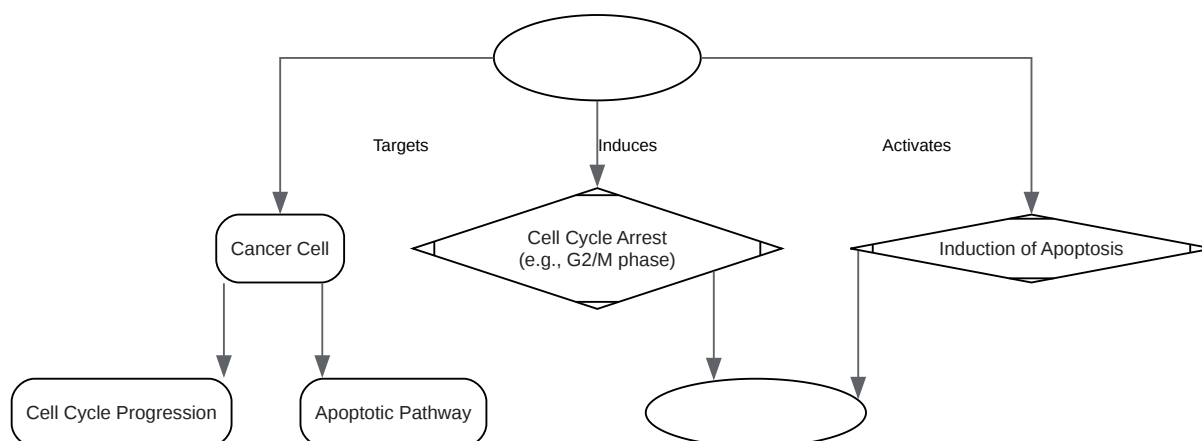 Targets
Induces
Activates
Cancer Cell
Cell Cycle Arrest
(e.g., G2/M phase)
Induction of Apoptosis
Cell Cycle Progression
Apoptotic Pathway